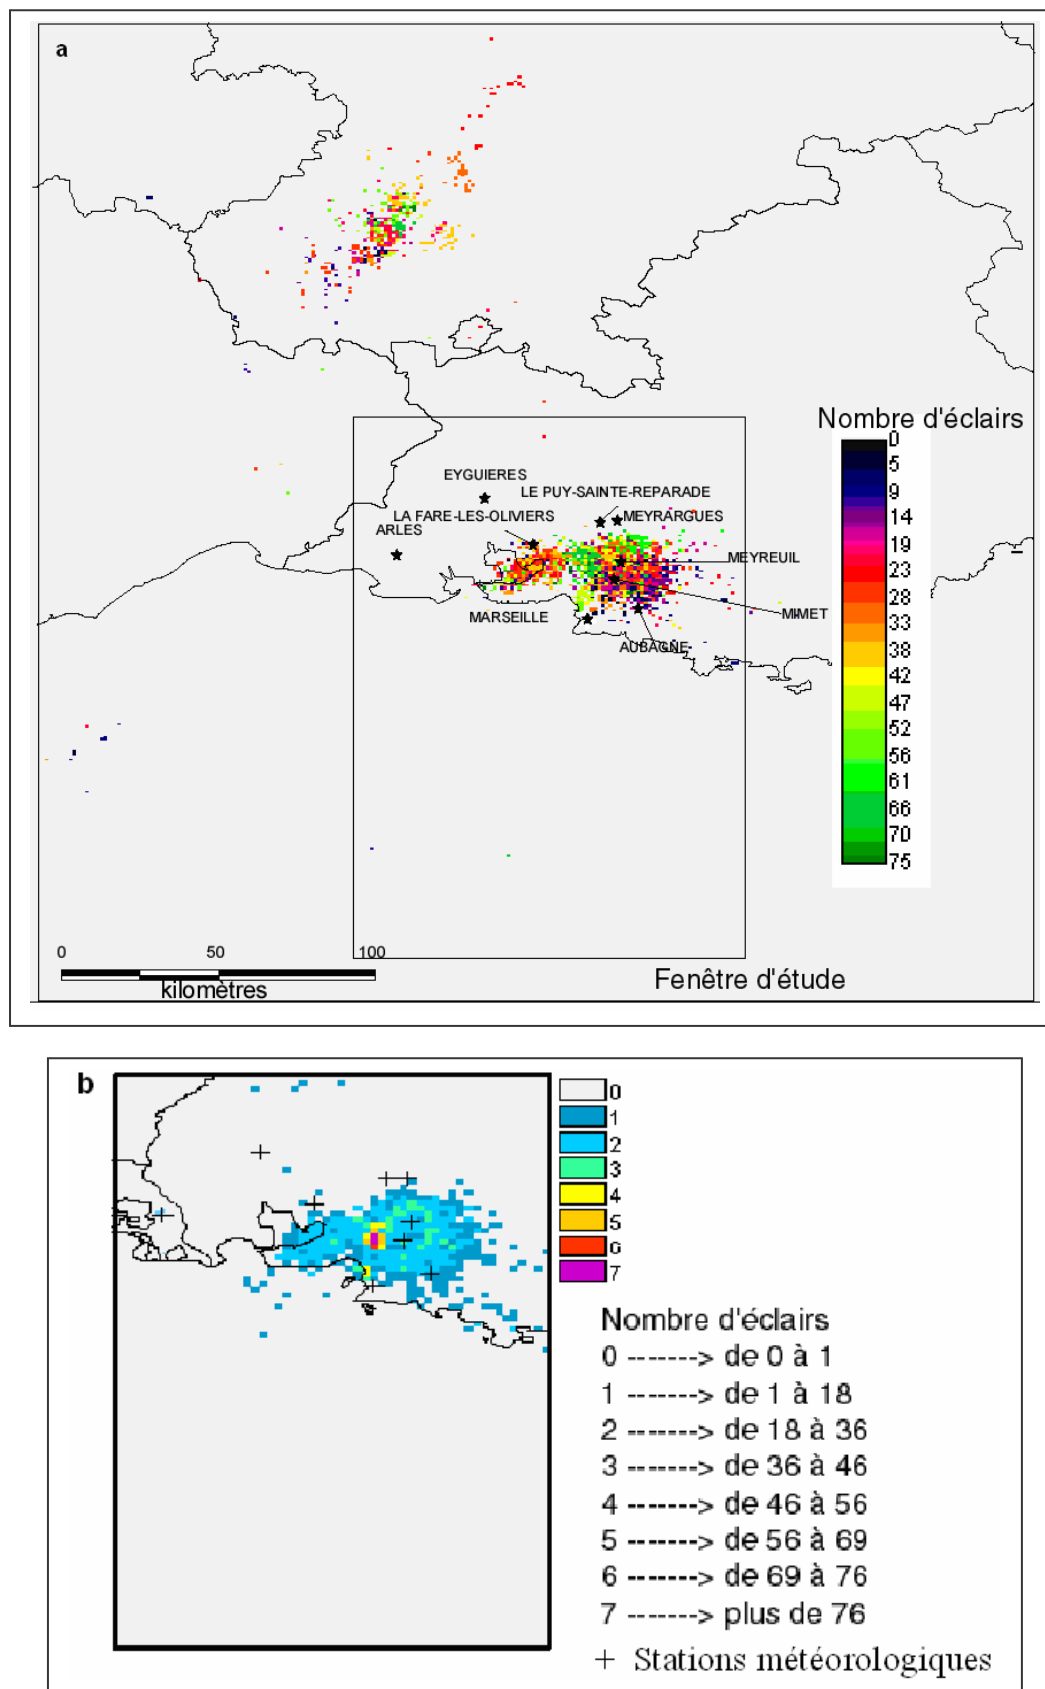 a
EYGUIERES
LE PUY-SAINTE-REPARADE
LA FARE-LES-OLIVIERS
MEYRARGUES
ARLES
MEYREUIL
MARSEILLE
MIMET
AUBAGNE
Nombre d'éclairs
0
5
9
14
19
23
28
33
38
42
47
52
56
61
66
70
75
0 50 100
kilomètres
Fenêtre d'étude
b
0
1
2
3
4
5
6
7
Nombre d'éclairs
0 -------> de 0 à 1
1 -------> de 1 à 18
2 -------> de 18 à 36
3 -------> de 36 à 46
4 -------> de 46 à 56
5 -------> de 56 à 69
6 -------> de 69 à 76
7 -------> plus de 76
+ Stations météorologiques